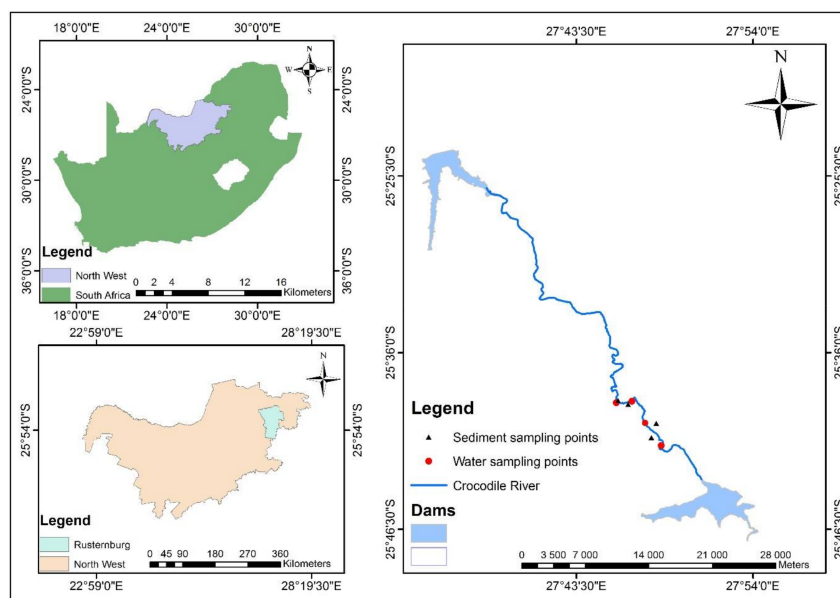 18°0'0"E 24°0'0"E 30°0'0"E
N
W E
S
24°0'0"S
30°0'0"S
36°0'0"S
Legend
North West
South Africa
0 2 4 8 12 16
Kilometers
18°0'0"E 24°0'0"E 30°0'0"E
22°59'0"E 28°19'30"E
N
25°54'0"S
25°54'0"S
Legend
Rusternburg
North West
0 45 90 180 270 360
Kilometers
22°59'0"E 28°19'30"E
27°43'30"E 27°54'0"E
N
25°25'30"S
25°25'30"S
25°36'0"S
25°36'0"S
Legend
Sediment sampling points
Water sampling points
Crocodile River
Dams
25°46'30"S
25°46'30"S
0 3 500 7 000 14 000 21 000 28 000
Meters
27°43'30"E 27°54'0"E